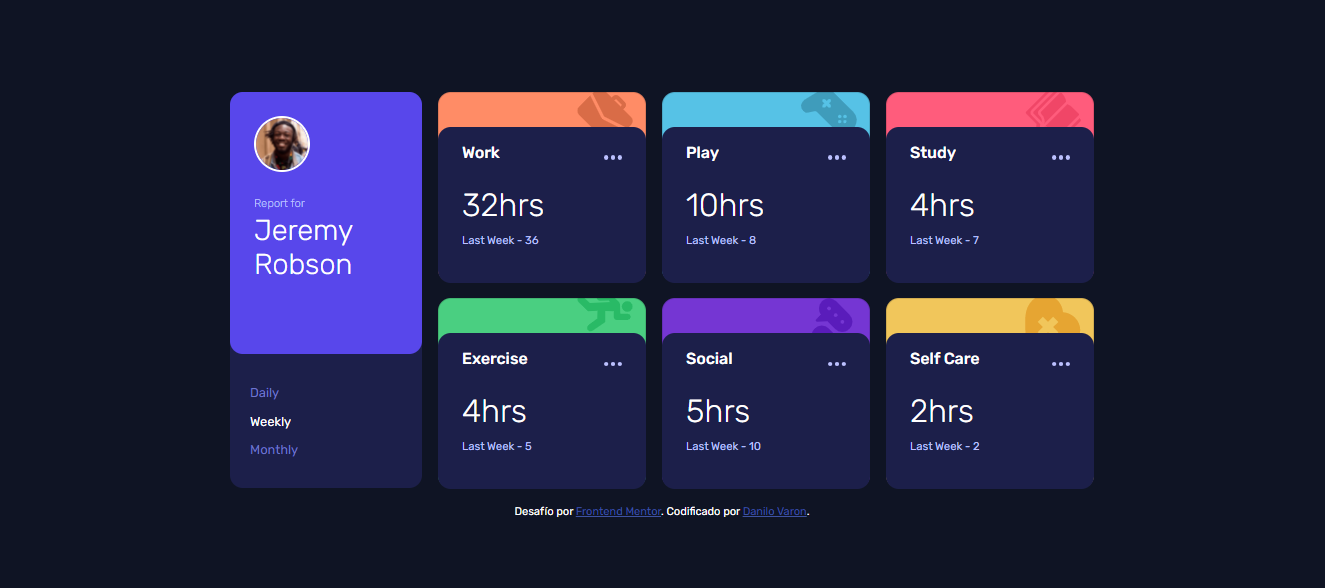 Report for
Jeremy
Robson
Daily
Weekly
Monthly
Work
32hrs
Last Week - 36
Play
10hrs
Last Week - 8
Study
4hrs
Last Week - 7
Exercise
4hrs
Last Week - 5
Social
5hrs
Last Week - 10
Self Care
2hrs
Last Week - 2
Desafío por Frontend Mentor. Codificado por Danilo Varon.